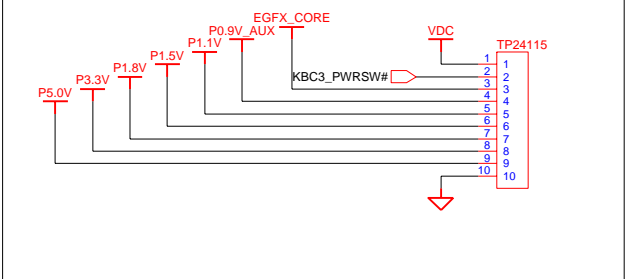 EGFX_CORE
P0.9V_AUX
VDC
P1.1V
TP24115
P1.5V
1 1
P1.8V
KBC3_PWRSW# 2 2
P3.3V
3 3
P5.0V
4 4
5 5
6 6
7 7
8 8
9 9
10 10